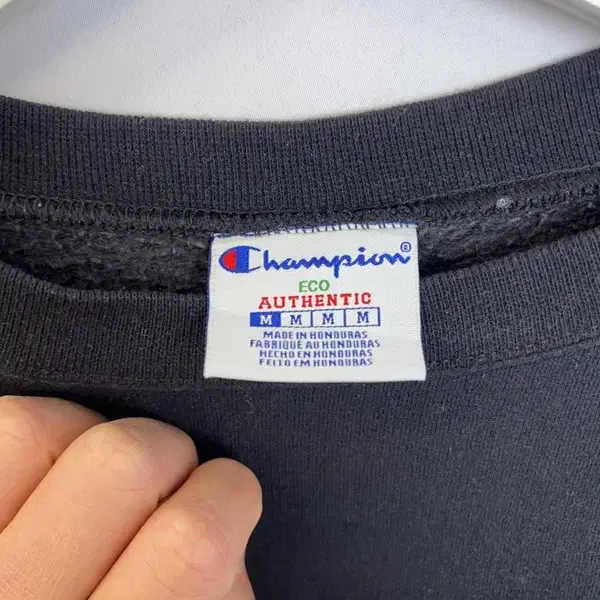 Champion®
ECO
AUTHENTIC
M M M M
MADE IN HONDURAS
FABRIQUÉ AU HONDURAS
HECHO EN HONDURAS
FEITO EM HONDURAS